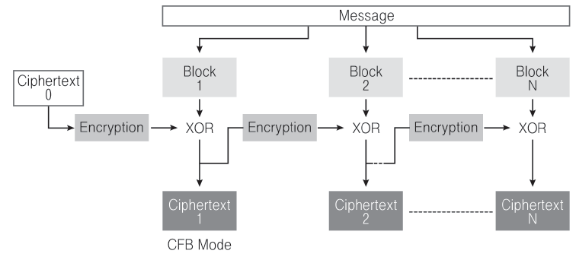 Message
Block
1
Block
2
Block
N
Ciphertext
0
Encryption
XOR
Encryption
XOR
Encryption
XOR
Ciphertext
1
Ciphertext
2
Ciphertext
N
CFB Mode